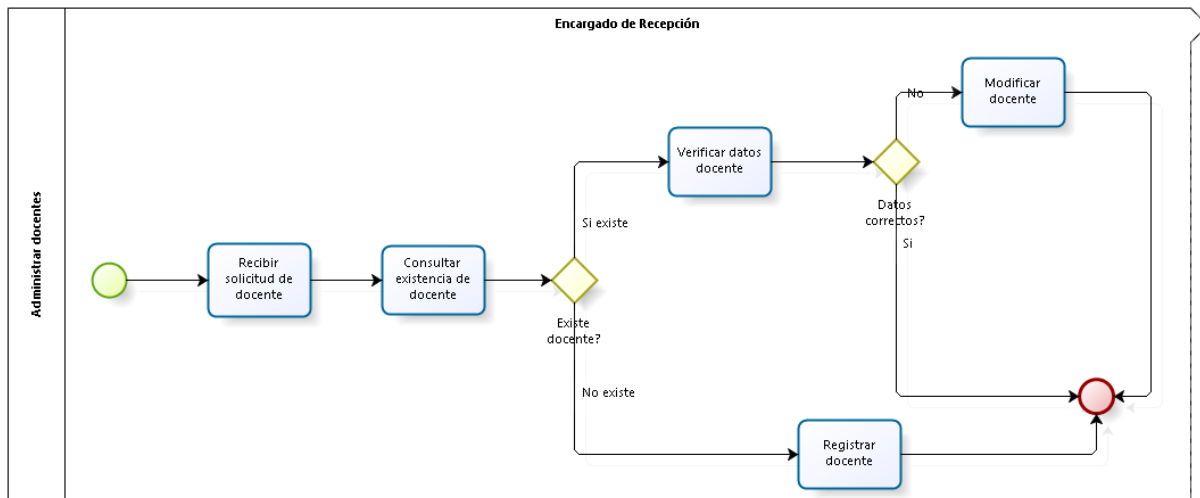 Encargado de Recepción
Administrar docentes
Recibir
solicitud de
docente
Consultar
existencia de
docente
Existe
docente?
Si existe
Verificar datos
docente
Datos
correctos?
No
Modificar
docente
Si
No existe
Registrar
docente